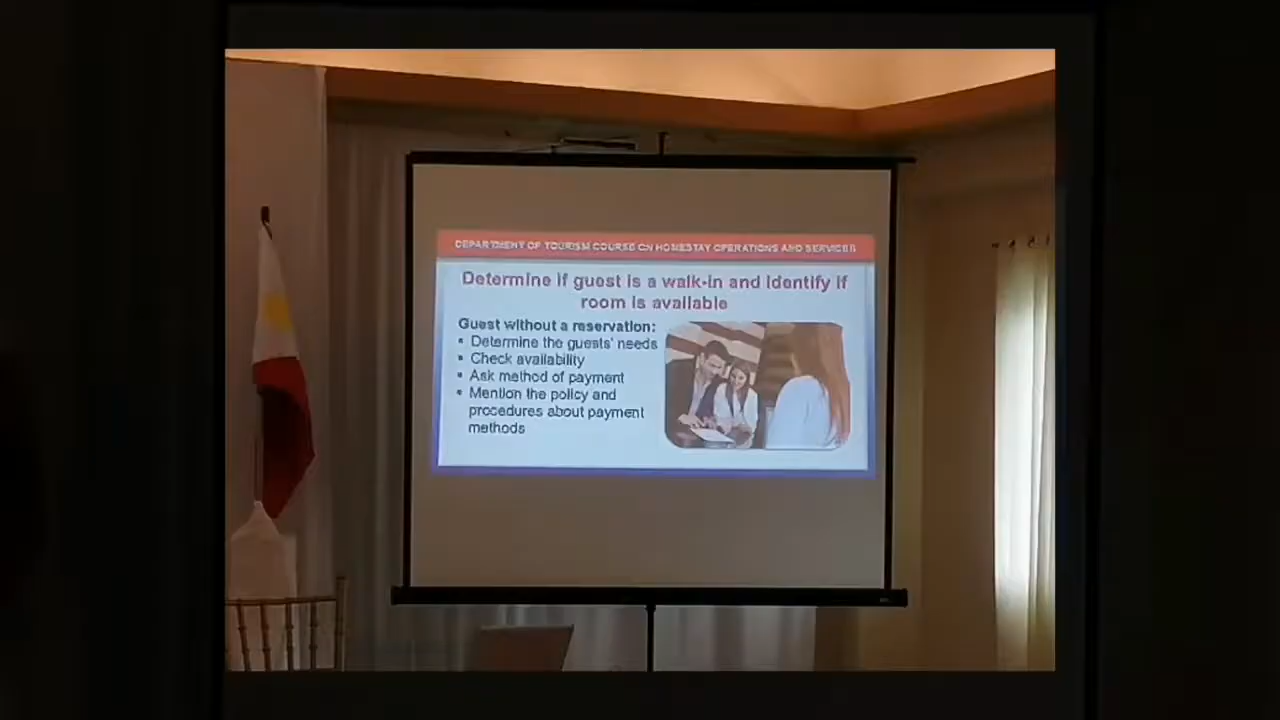 DEPARTMENT OF TOURISM COURSE ON HOMESTAY OPERATIONS AND SERVICES
Determine if guest is a walk-in and identify if
room is available
Guest without a reservation:
• Determine the guests' needs
• Check availability
• Ask method of payment
• Mention the policy and
procedures about payment
methods